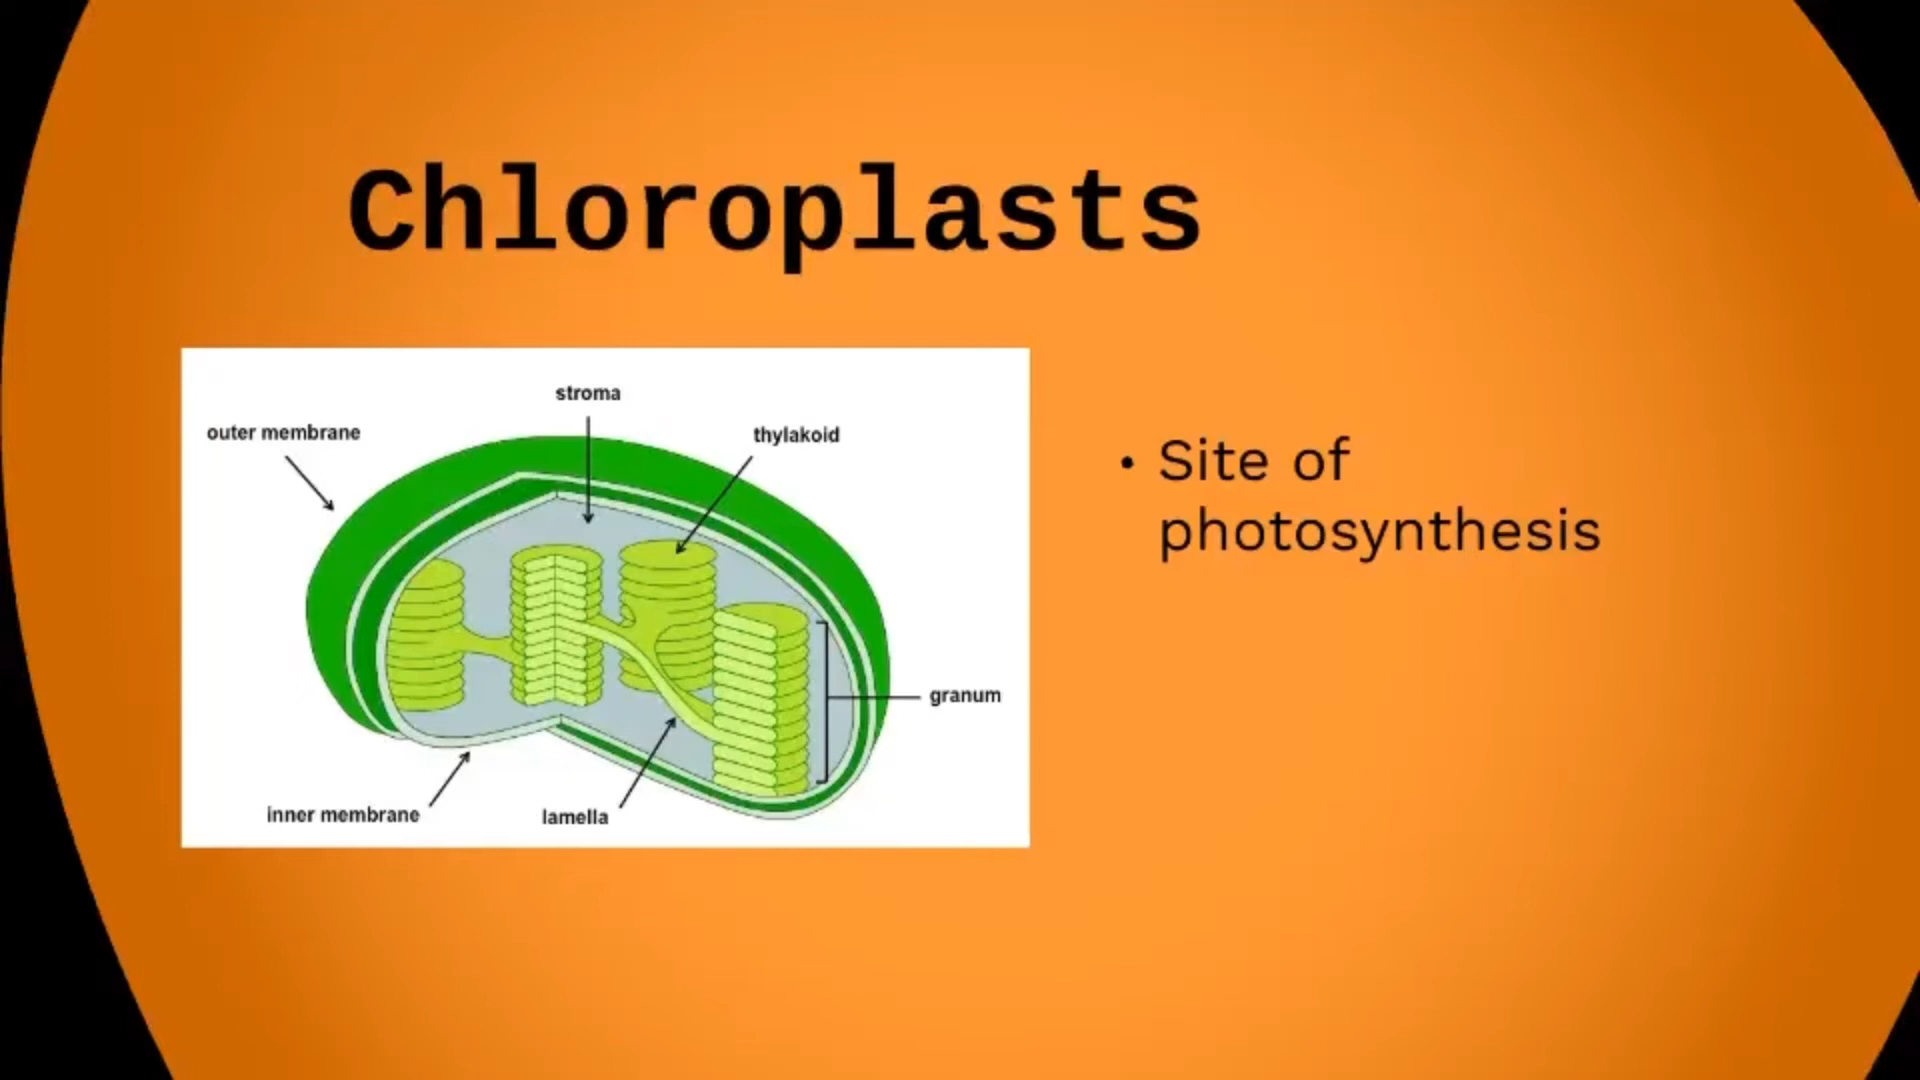 Chloroplasts
stroma
outer membrane
thylakoid
granum
inner membrane
lamella
• Site of
photosynthesis